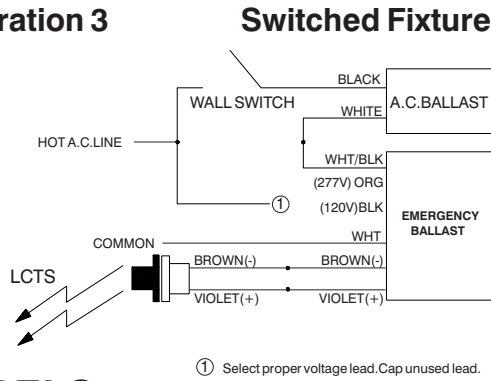 ration 3
Switched Fixture
BLACK
WALL SWITCH
A.C.BALLAST
WHITE
HOT A.C.LINE
WHT/BLK
(277V) ORG
1
(120V)BLK
EMERGENCY
BALLAST
WHT
COMMON
BROWN(-)
BROWN(-)
LCTS
VIOLET(+)
VIOLET(+)
1 Select proper voltage lead.Cap unused lead.